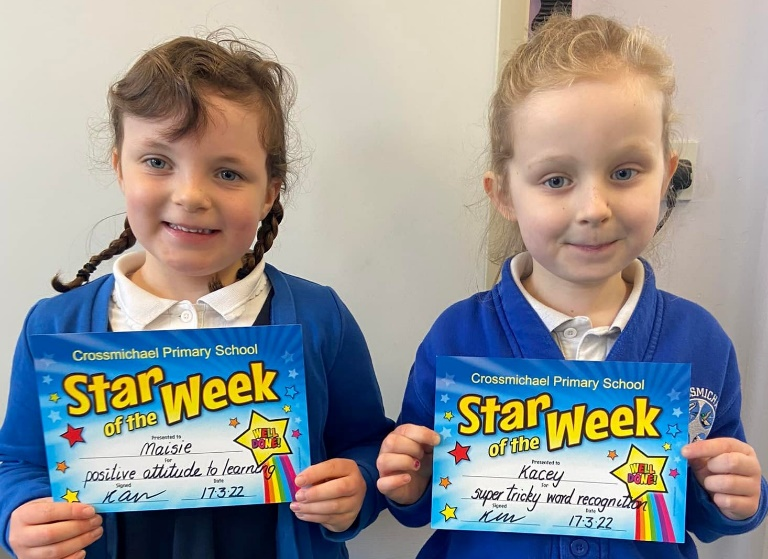 Crossmichael Primary School
Star of the Week
WELL DONE!
Presented to
Maisie
For
positive attitude to learning
Signed Date
17.3.22
Crossmichael Primary School
Star of the Week
WELL DONE!
Presented to
Kacey
For
super tricky word recognition
Signed Date
17.3.22